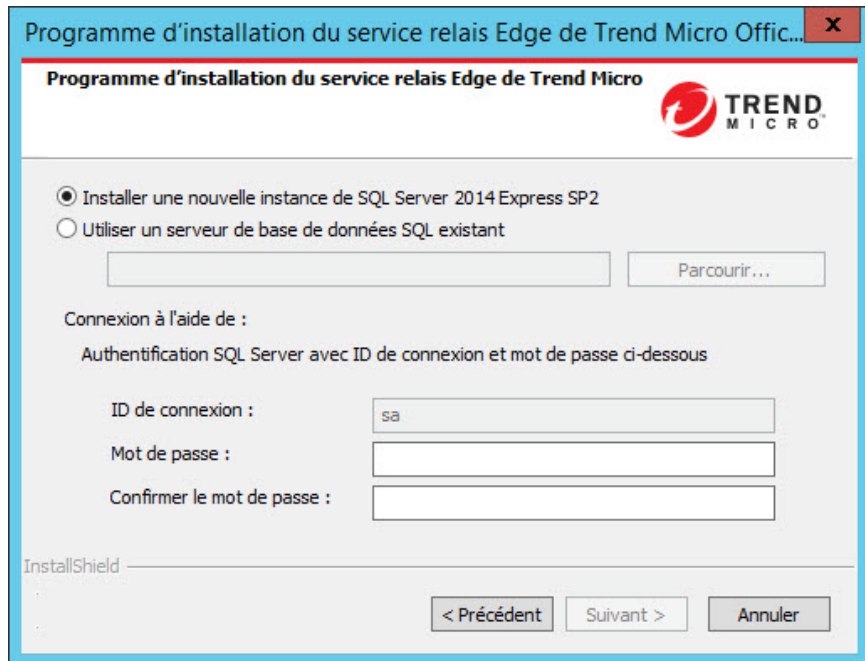 Programme d'installation du service relais Edge de Trend Micro Offic... x
Programme d'installation du service relais Edge de Trend Micro
TREND
MICRO
Installer une nouvelle instance de SQL Server 2014 Express SP2
Utiliser un serveur de base de données SQL existant
Parcourir...
Connexion à l'aide de :
Authentification SQL Server avec ID de connexion et mot de passe ci-dessous
ID de connexion : sa
Mot de passe :
Confirmer le mot de passe :
InstallShield
< Précédent Suivant > Annuler